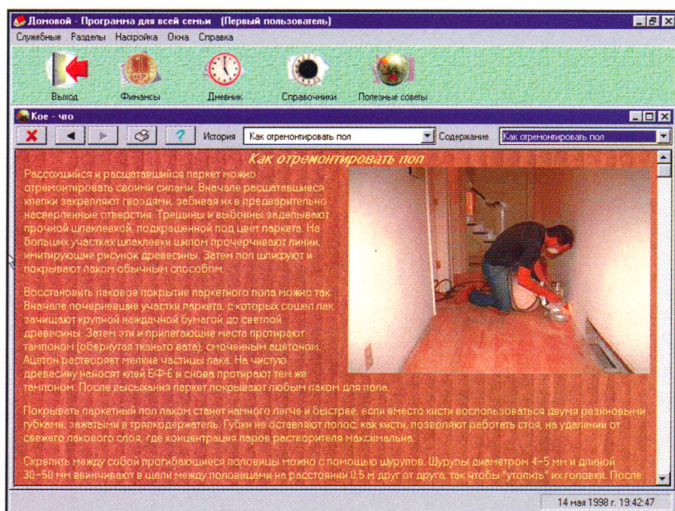 Домовой - Программа для всей семьи (Первый пользователь)
Служебные Разделы Настройка Окна Справка
Выход Финансы Дневник Справочники Полезные советы
Кое - что
История Как отремонтировать пол Содержание Как отремонтировать пол
Как отремонтировать пол
Рассохшийся и расшатавшийся паркет можно
отремонтировать своими силами. Вначале расшатавшиеся
клепки закрепляют гвоздями, забивая их в предварительно
насверленные отверстия. Трещины и выбоины заделывают
прочной шпаклевкой, подкрашенной под цвет паркета. На
больших участках шпаклевки шилом прочерчивают линии,
имитирующие рисунок древесины. Затем пол шлифуют и
покрывают лаком обычным способом.
Восстановить лаковое покрытие паркетного пола можно так.
Вначале почерневшие участки паркета, с которых сошел лак
зачищают крупной наждачной бумагой до светлой
древесины. Затем эти и прилегающие места протирают
тампоном (обернутая тканью вата), смоченным ацетоном.
Ацетон растворяет мелкие частицы лака. На чистую
древесину наносят клей БФ-6 и снова протирают тем же
тампоном. После высыхания паркет покрывают любым лаком для пола.
Покрывать паркетный пол лаком станет намного легче и быстрее, если вместо кисти воспользоваться двумя резиновыми
губками, зажатыми в тряпкодержатель. Губки не оставляют полос, как кисти, позволяют работать стоя, на удалении от
свежего лакового слоя, где концентрация паров растворителя максимальна.
Скрепить между собой прогибающиеся половицы можно с помощью шурупов. Шурупы диаметром 4-5 мм и длиной
30-50 мм ввинчивают в щели между половицами на расстоянии 0.5 м друг от друга, так чтобы "утопить" их головки. После
14 мая 1998 г. 19:42:47